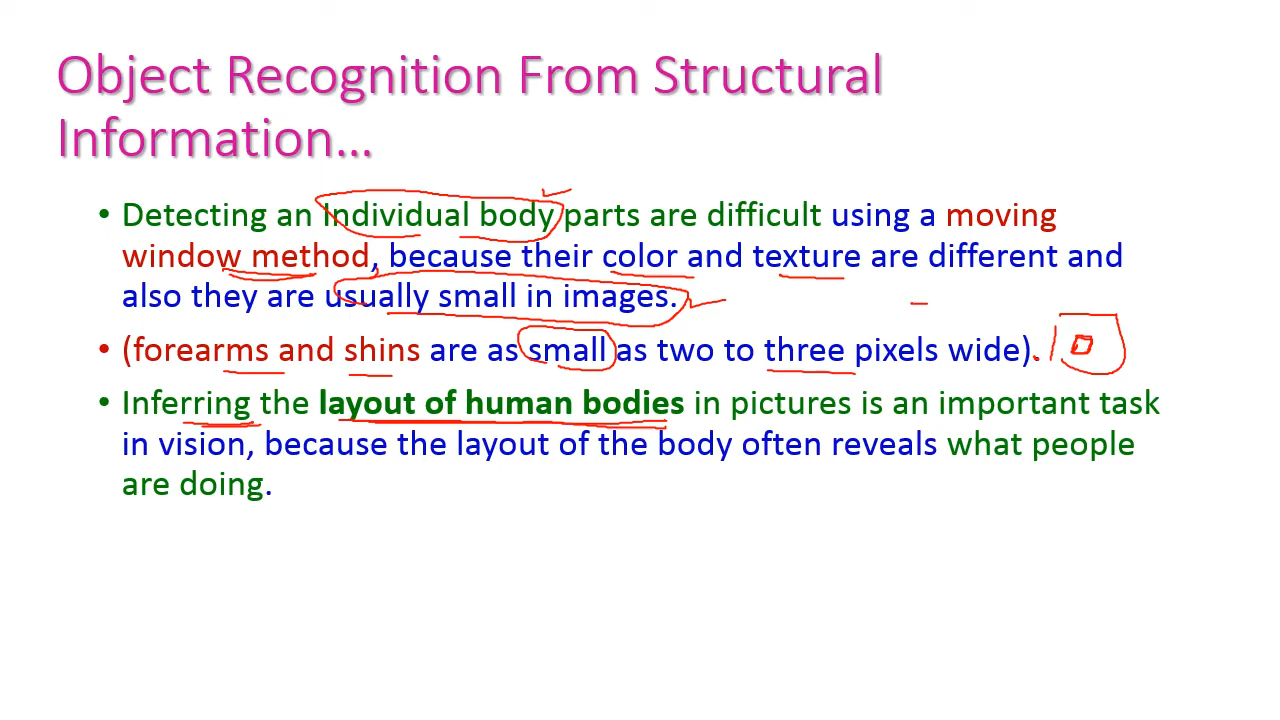 Object Recognition From Structural
Information...
• Detecting an Individual body parts are difficult using a moving
window method, because their color and texture are different and
also they are usually small in images.
• (forearms and shins are as small as two to three pixels wide).
• Inferring the layout of human bodies in pictures is an important task
in vision, because the layout of the body often reveals what people
are doing.